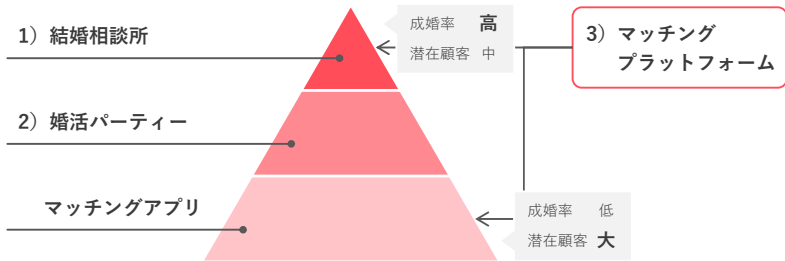 1）結婚相談所
2）婚活パーティー
マッチングアプリ
成婚率 高
潜在顧客 中
3）マッチング
プラットフォーム
成婚率 低
潜在顧客 大